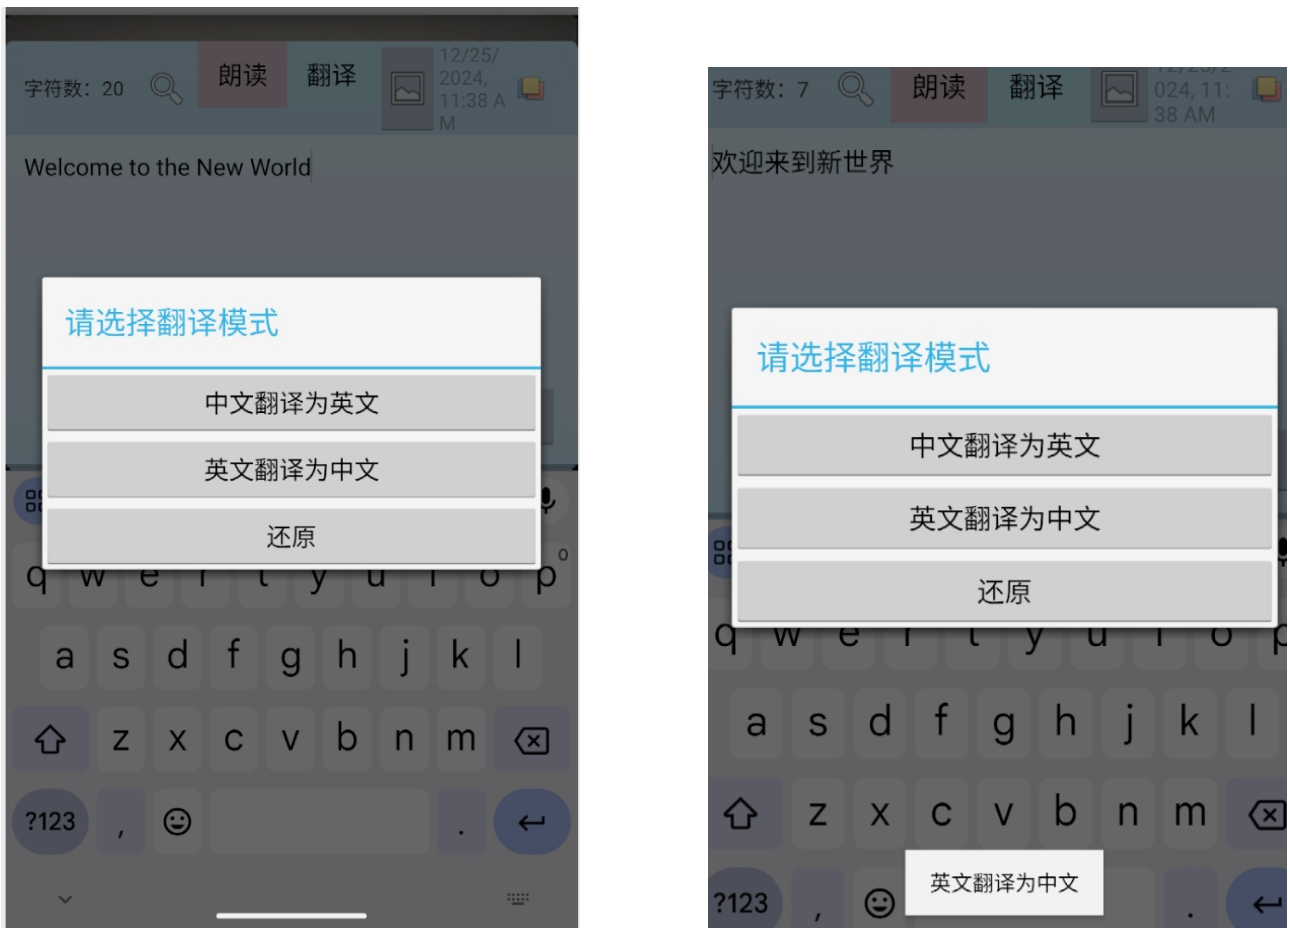 字符数：20
朗读
翻译
12/25/
2024,
11:38 A
M
Welcome to the New World
请选择翻译模式
中文翻译为英文
英文翻译为中文
还原
q w e r t y u i o p
o
a s d f g h j k l
z x c v b n m
?123 , .
字符数：7
朗读
翻译
12/25/2
024, 11:
38 AM
欢迎来到新世界
请选择翻译模式
中文翻译为英文
英文翻译为中文
还原
q w e r t y u i o p
a s d f g h j k l
z x c v b n m
英文翻译为中文
?123 , .